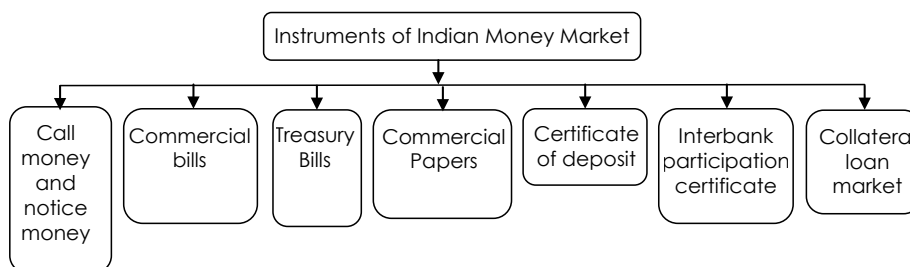 Instruments of Indian Money Market
Call
money
and
notice
money
Commercial
bills
Treasury
Bills
Commercial
Papers
Certificate
of deposit
Interbank
participation
certificate
Collatera
loan
market